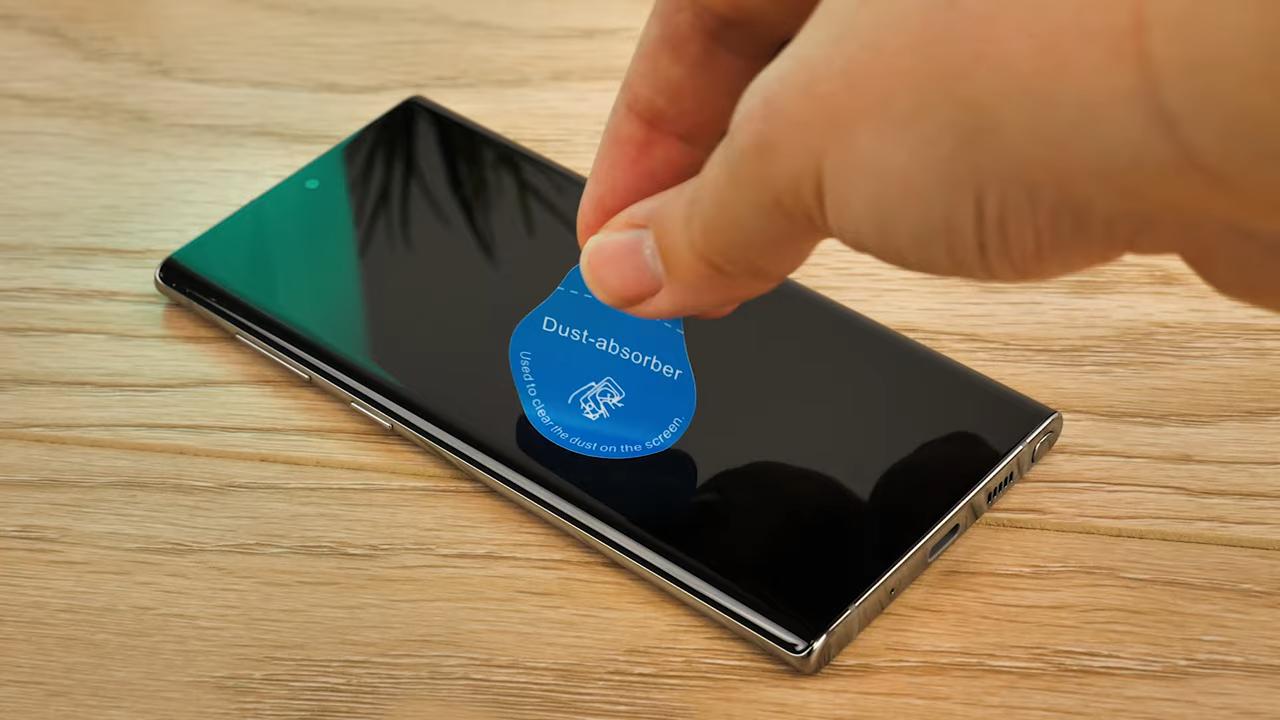 Dust-absorber
Used to clear the dust on the screen.